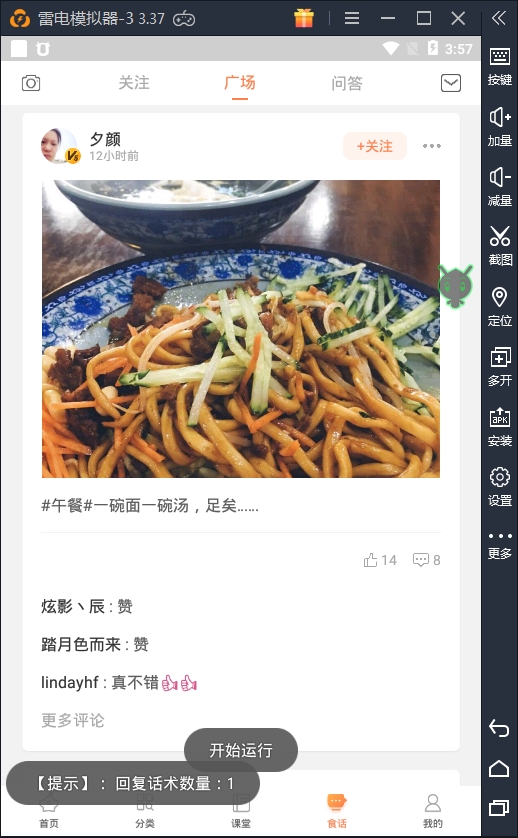 雷电模拟器-3 3.37
3:57
关注
广场
问答
夕颜
V5
12小时前
+关注
#午餐#一碗面一碗汤，足矣......
14
8
炫影丶辰 : 赞
踏月色而来 : 赞
lindayhf : 真不错👍👍
更多评论
开始运行
【提示】 ： 回复话术数量：1
首页
分类
课堂
食话
我的
按键
加量
减量
截图
定位
多开
APK
安装
设置
更多